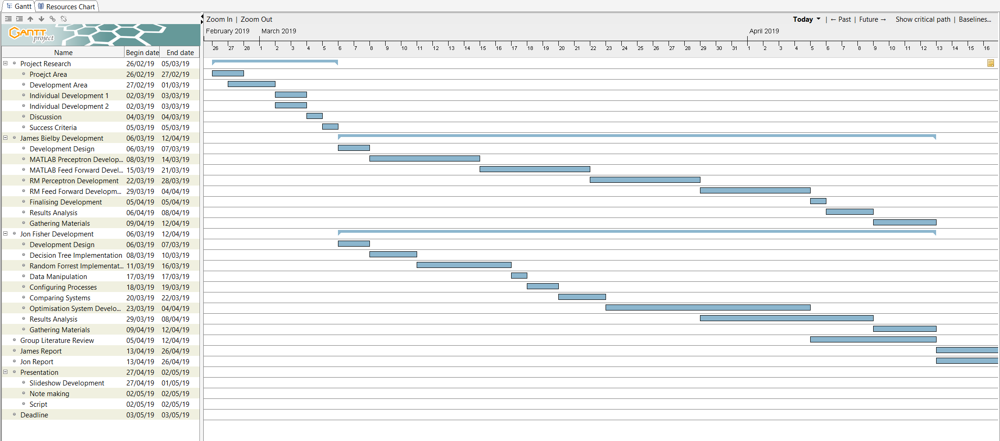 Gantt Resources Chart
Zoom In | Zoom Out Today | ← Past | Future → Show critical path | Baselines...
GANTT project
February 2019 March 2019 April 2019
26 27 28 1 2 3 4 5 6 7 8 9 10 11 12 13 14 15 16 17 18 19 20 21 22 23 24 25 26 27 28 29 30 31 1 2 3 4 5 6 7 8 9 10 11 12 13 14 15 16
Name Begin date End date
Project Research 26/02/19 05/03/19
Proejct Area 26/02/19 27/02/19
Development Area 27/02/19 01/03/19
Individual Development 1 02/03/19 03/03/19
Individual Development 2 02/03/19 03/03/19
Discussion 04/03/19 04/03/19
Success Criteria 05/03/19 05/03/19
James Bielby Development 06/03/19 12/04/19
Development Design 06/03/19 07/03/19
MATLAB Preceptron Develop... 08/03/19 14/03/19
MATLAB Feed Forward Devel... 15/03/19 21/03/19
RM Perceptron Development 22/03/19 28/03/19
RM Feed Forward Developm... 29/03/19 04/04/19
Finalising Development 05/04/19 05/04/19
Results Analysis 06/04/19 08/04/19
Gathering Materials 09/04/19 12/04/19
Jon Fisher Development 06/03/19 12/04/19
Development Design 06/03/19 07/03/19
Decision Tree Implementation 08/03/19 10/03/19
Random Forrest Implementat... 11/03/19 16/03/19
Data Manipulation 17/03/19 17/03/19
Configuring Processes 18/03/19 19/03/19
Comparing Systems 20/03/19 22/03/19
Optimisation System Develo... 23/03/19 04/04/19
Results Analysis 29/03/19 08/04/19
Gathering Materials 09/04/19 12/04/19
Group Literature Review 05/04/19 12/04/19
James Report 13/04/19 26/04/19
Jon Report 13/04/19 26/04/19
Presentation 27/04/19 02/05/19
Slideshow Development 27/04/19 01/05/19
Note making 02/05/19 02/05/19
Script 02/05/19 02/05/19
Deadline 03/05/19 03/05/19